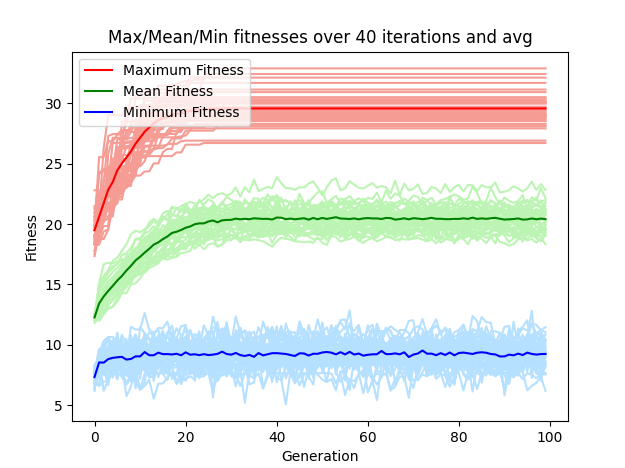 Max/Mean/Min fitnesses over 40 iterations and avg
Maximum Fitness
Mean Fitness
Minimum Fitness
Fitness
30
25
20
15
10
5
0
20
40
60
80
100
Generation